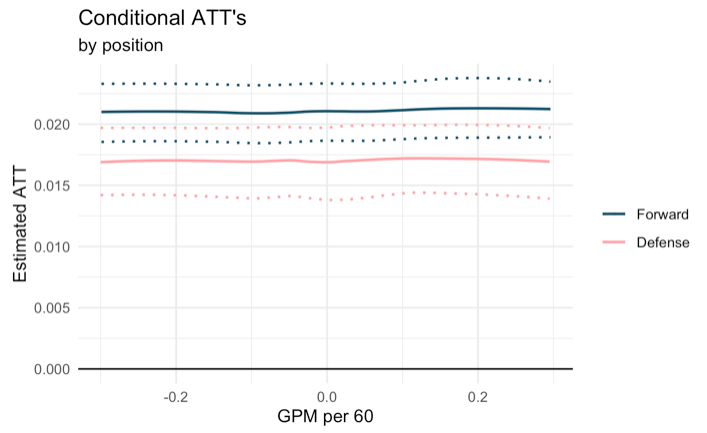 Conditional ATT's
by position
Estimated ATT
0.020
0.015
0.010
0.005
0.000
-0.2
0.0
0.2
GPM per 60
Forward
Defense